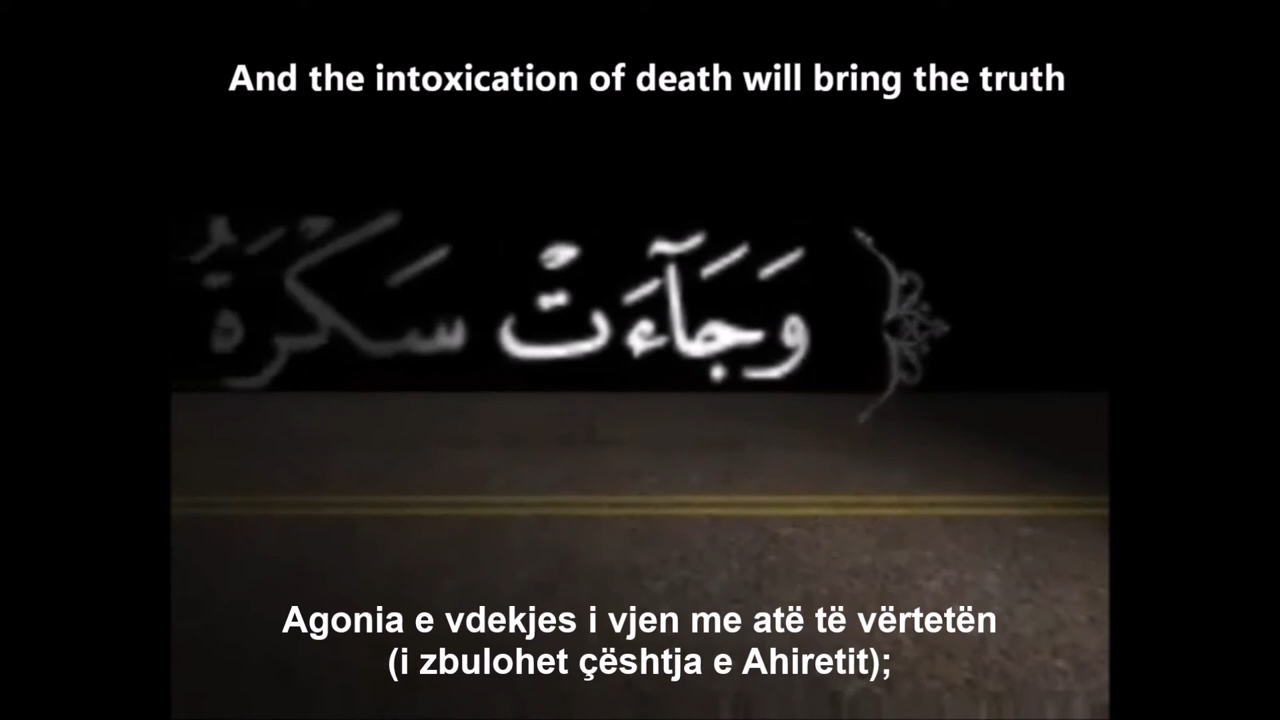 And the intoxication of death will bring the truth
وَجَآءَتْ سَكْرَةُ
Agonia e vdekjes i vjen me atë të vërtetën
(i zbulohet çështja e Ahiretit);